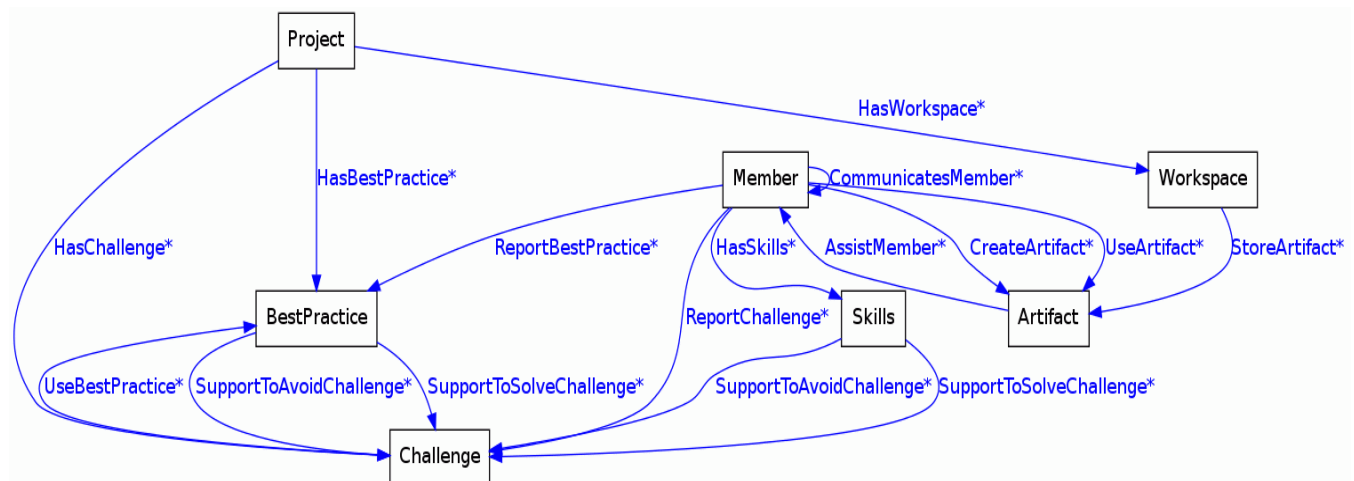 Project
HasWorkspace*
HasBestPractice*
Member
CommunicatesMember*
Workspace
HasChallenge*
ReportBestPractice*
HasSkills*
AssistMember*
CreateArtifact*
UseArtifact*
StoreArtifact*
BestPractice
ReportChallenge*
Skills
Artifact
UseBestPractice*
SupportToAvoidChallenge*
SupportToSolveChallenge*
SupportToAvoidChallenge*
SupportToSolveChallenge*
Challenge